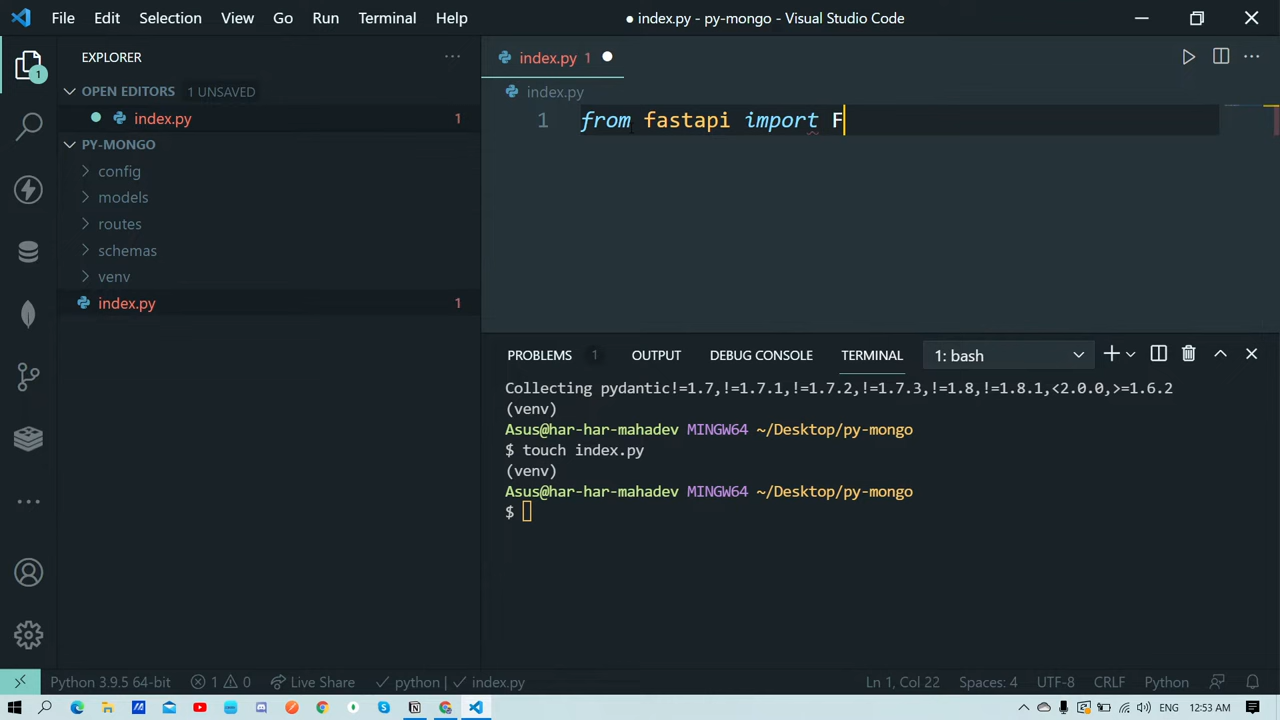 File Edit Selection View Go Run Terminal Help
● index.py - py-mongo - Visual Studio Code
EXPLORER
1
OPEN EDITORS 1 UNSAVED
index.py 1
PY-MONGO
config
models
routes
schemas
venv
index.py 1
index.py 1
index.py
1 from fastapi import F
PROBLEMS 1 OUTPUT DEBUG CONSOLE TERMINAL 1: bash
Collecting pydantic!=1.7,!=1.7.1,!=1.7.2,!=1.7.3,!=1.8,!=1.8.1,<2.0.0,>=1.6.2
(venv)
Asus@har-har-mahadev MINGW64 ~/Desktop/py-mongo
$ touch index.py
(venv)
Asus@har-har-mahadev MINGW64 ~/Desktop/py-mongo
$
Python 3.9.5 64-bit 1 0 Live Share python | index.py Ln 1, Col 22 Spaces: 4 UTF-8 CRLF Python
12:53 AM